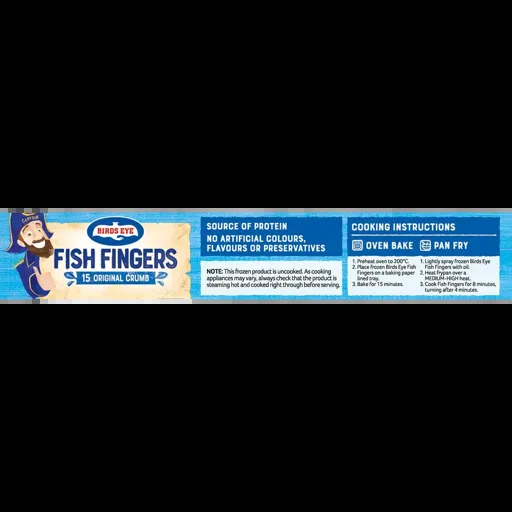 CAPTAIN
BIRDS EYE
FISH FINGERS
15 ORIGINAL CRUMB
SOURCE OF PROTEIN
NO ARTIFICIAL COLOURS,
FLAVOURS OR PRESERVATIVES
NOTE: This frozen product is uncooked. As cooking
appliances may vary, always check that the product is
steaming hot and cooked right through before serving.
COOKING INSTRUCTIONS
OVEN BAKE
1. Preheat oven to 200°C.
2. Place frozen Birds Eye Fish
Fingers on a baking paper
lined tray.
3. Bake for 15 minutes.
PAN FRY
1. Lightly spray frozen Birds Eye
Fish Fingers with oil.
2. Heat frypan over a
MEDIUM-HIGH heat.
3. Cook Fish Fingers for 8 minutes,
turning after 4 minutes.